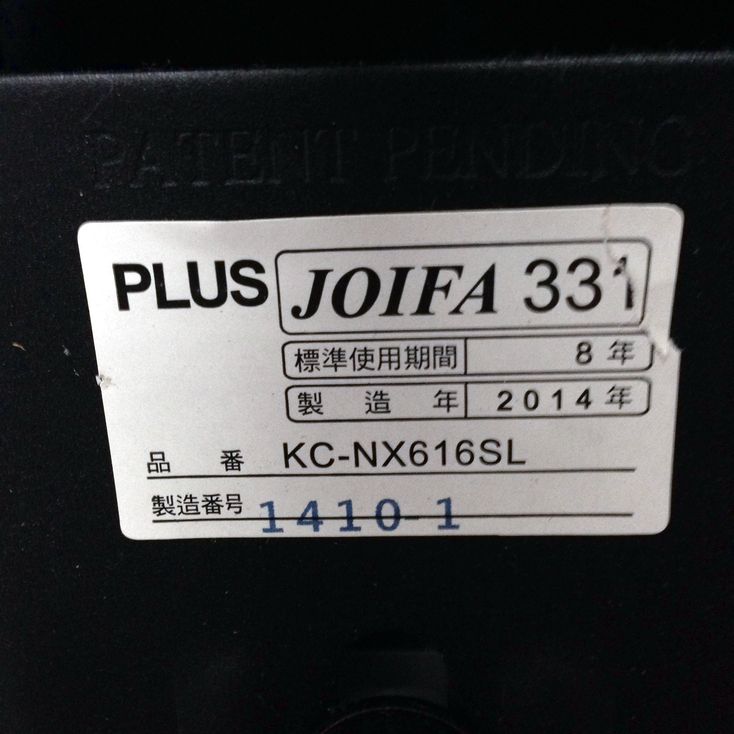 PATENT PENDING
PLUS JOIFA 331
標準使用期間 8年
製造年 2014年
品番 KC-NX616SL
製造番号 1410-1